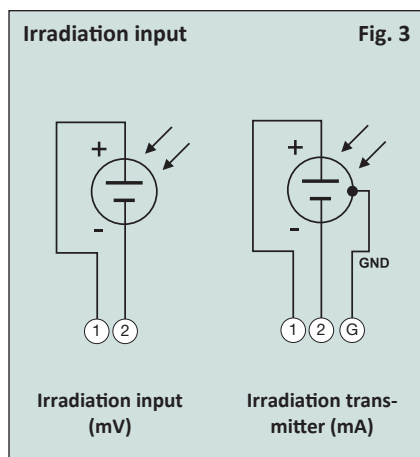 Irradiation input Fig. 3
+ +
- -
GND
1 2 1 2 G
Irradiation input
(mV)
Irradiation trans-
mitter (mA)